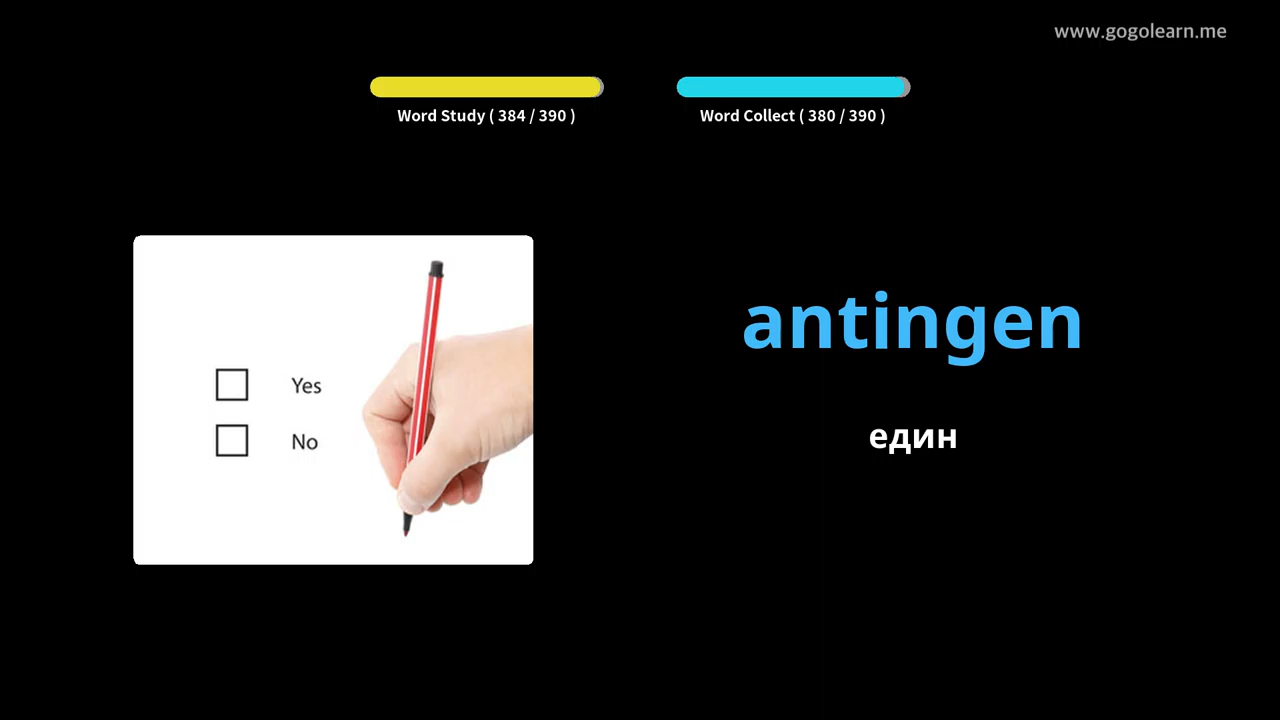 www.gogolearn.me
Word Study ( 384 / 390 )
Word Collect ( 380 / 390 )
Yes
No
antingen
един